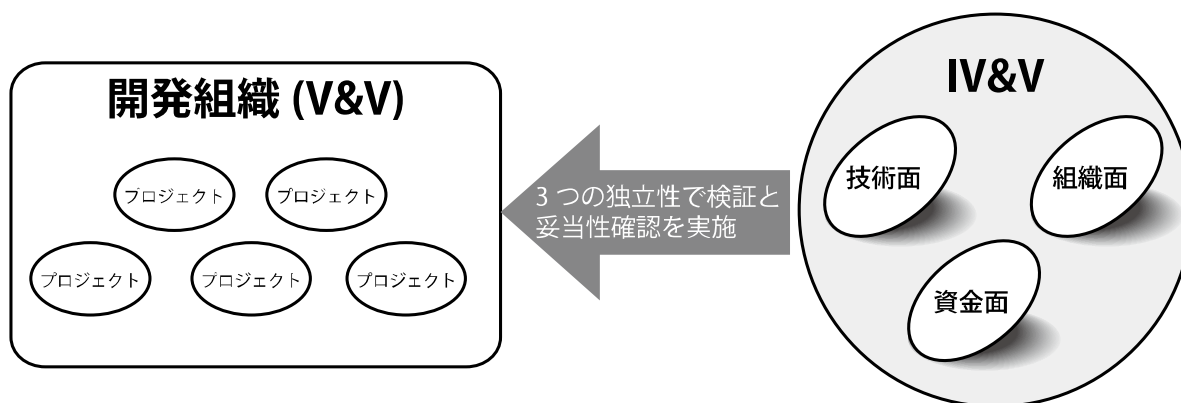 開発組織 (V&V)
プロジェクト
プロジェクト
プロジェクト
プロジェクト
プロジェクト
3 つの独立性で検証と
妥当性確認を実施
IV&V
技術面
組織面
資金面